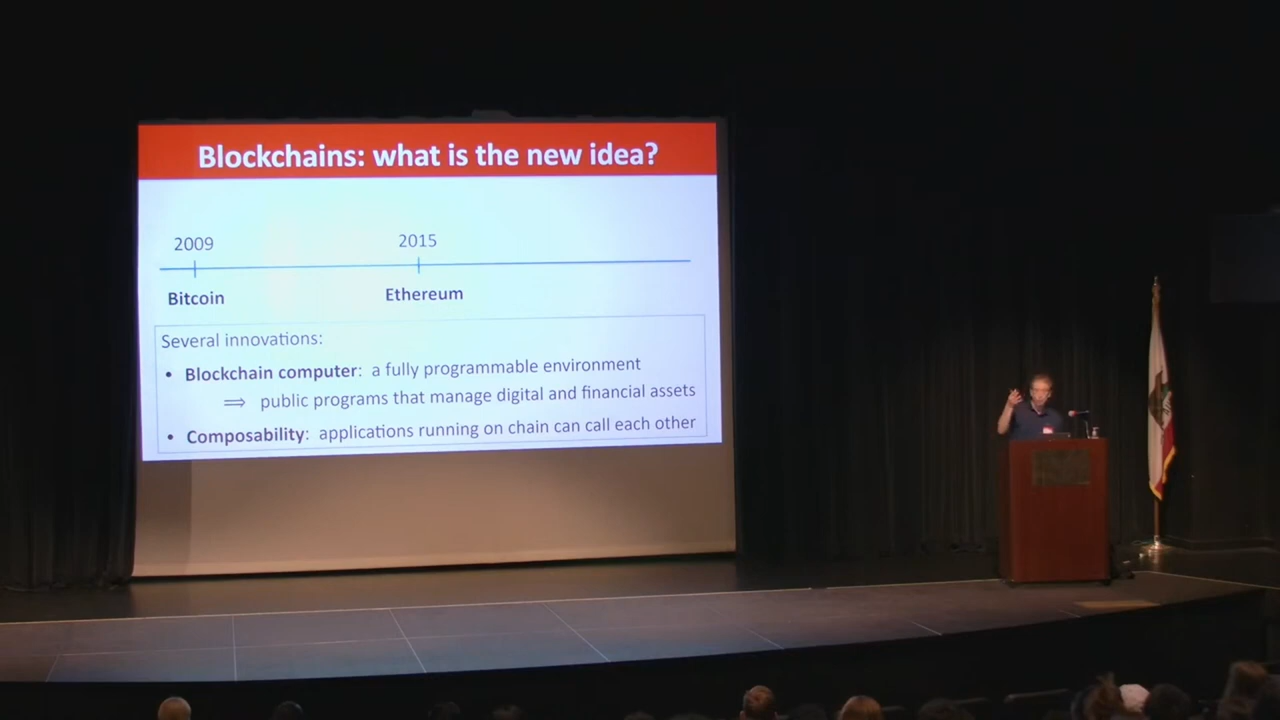 Blockchains: what is the new idea?
2009 2015
Bitcoin Ethereum
Several innovations:
• Blockchain computer: a fully programmable environment
⟹ public programs that manage digital and financial assets
• Composability: applications running on chain can call each other